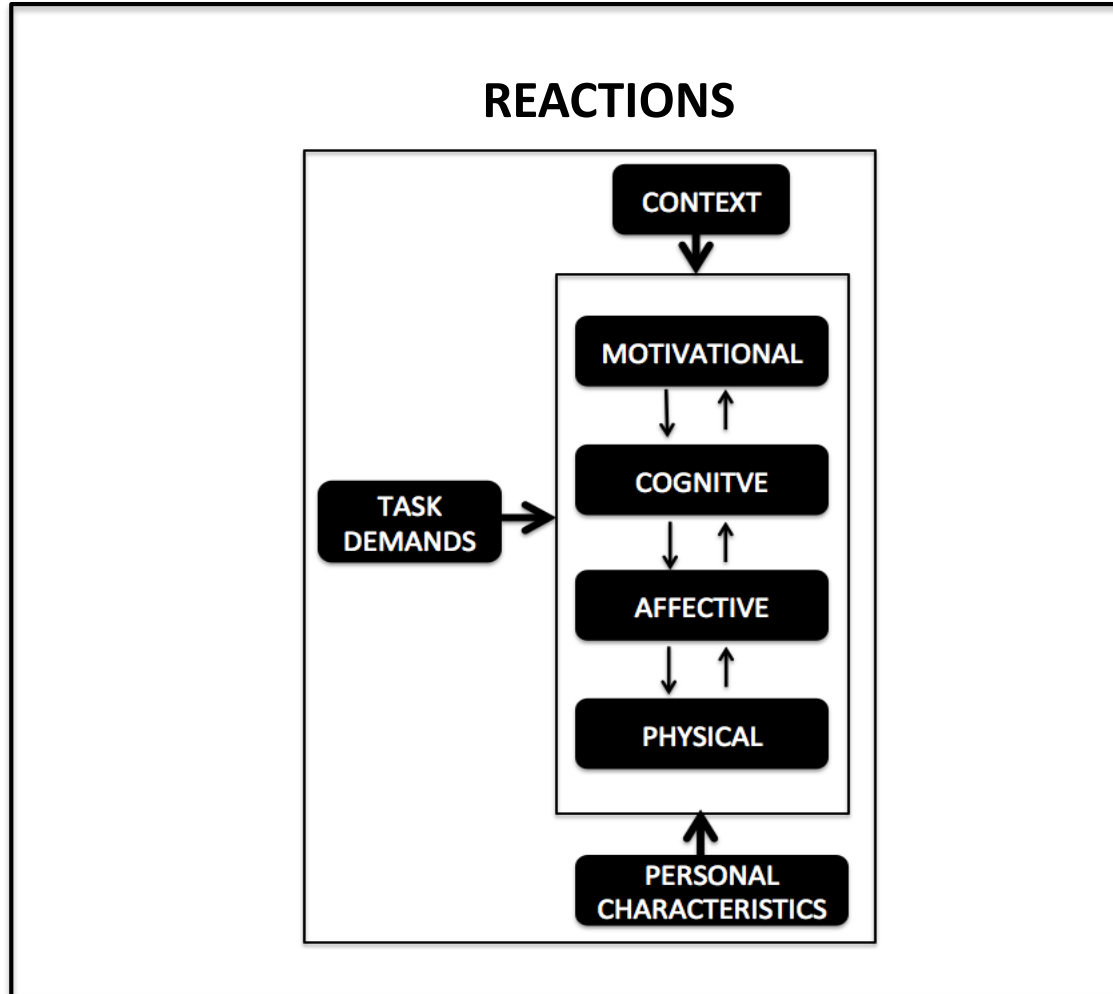 REACTIONS
CONTEXT
MOTIVATIONAL
COGNITVE
TASK
DEMANDS
AFFECTIVE
PHYSICAL
PERSONAL
CHARACTERISTICS